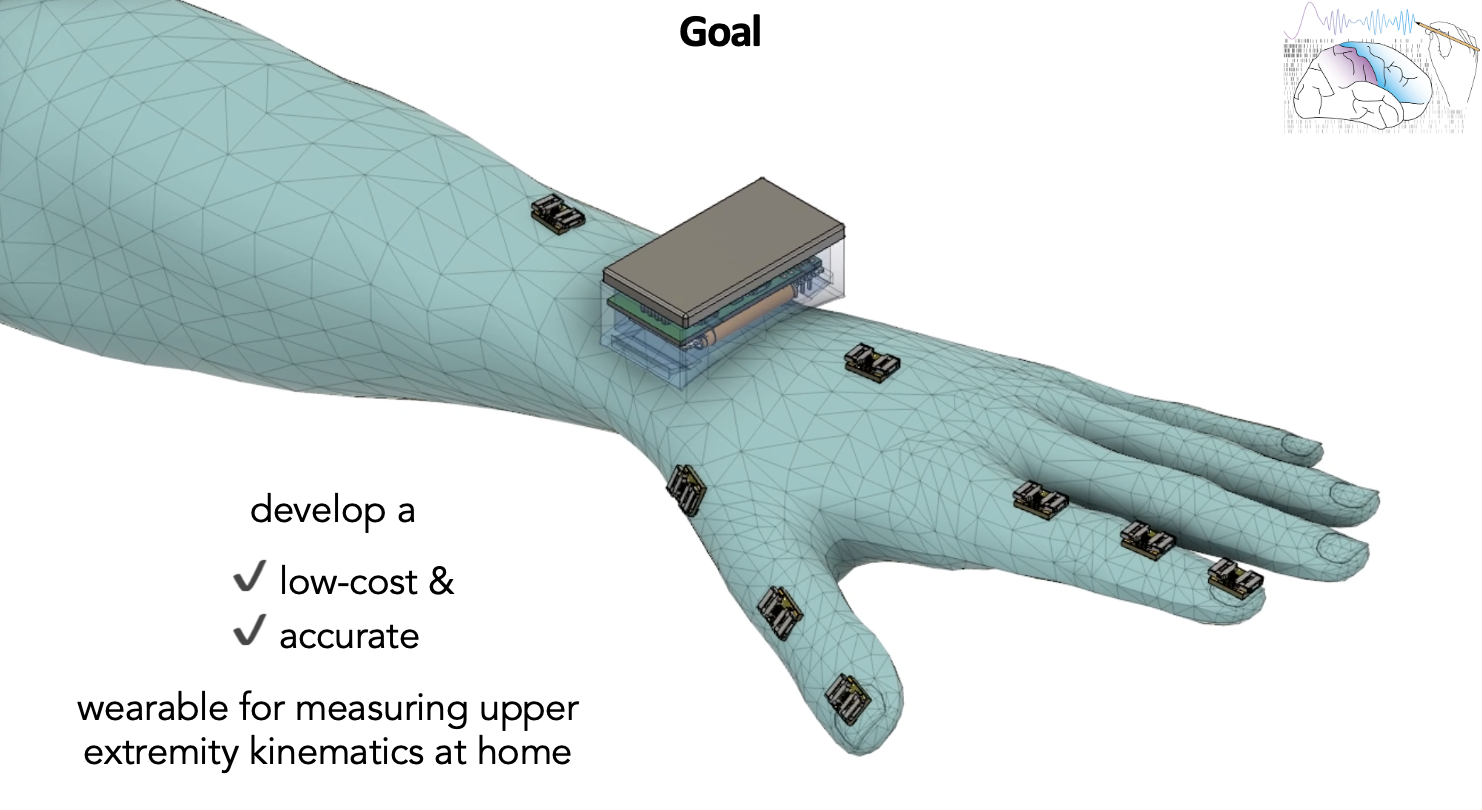 Goal
develop a
✓ low-cost &
✓ accurate
wearable for measuring upper
extremity kinematics at home